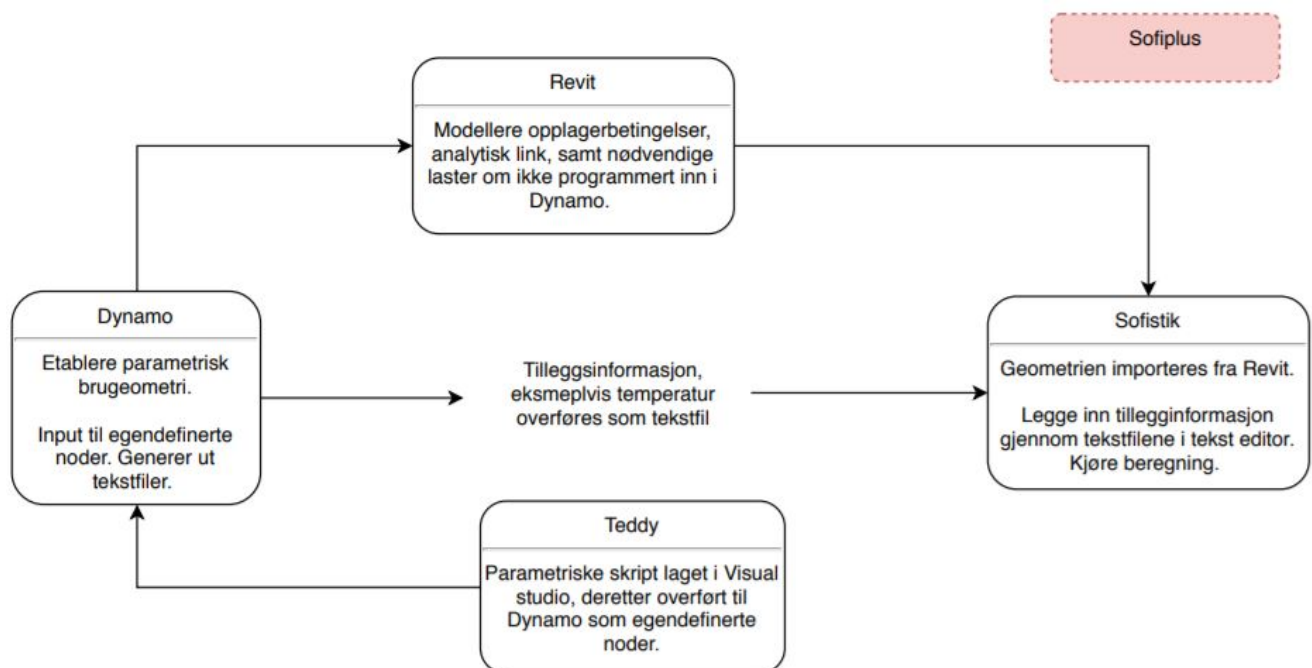 Sofiplus
Revit
Modellere opplagerbetingelser,
analytisk link, samt nødvendige
laster om ikke programmert inn i
Dynamo.
Dynamo
Etablere parametrisk
brugeometri.
Input til egendefinerte
noder. Generer ut
tekstfiler.
Tilleggsinformasjon,
eksmeplvis temperatur
overføres som tekstfil
Sofistik
Geometrien importeres fra Revit.
Legge inn tillegginformasjon
gjennom tekstfilene i tekst editor.
Kjøre beregning.
Teddy
Parametriske skript laget i Visual
studio, deretter overført til
Dynamo som egendefinerte
noder.